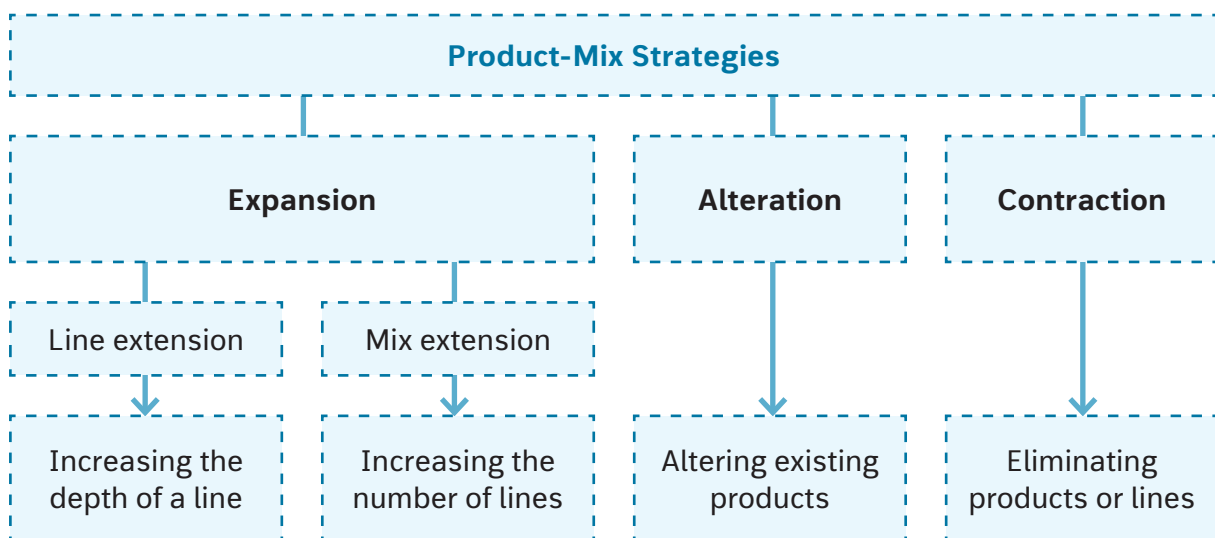 Product-Mix Strategies
Expansion
Alteration
Contraction
Line extension
Mix extension
Increasing the
depth of a line
Increasing the
number of lines
Altering existing
products
Eliminating
products or lines